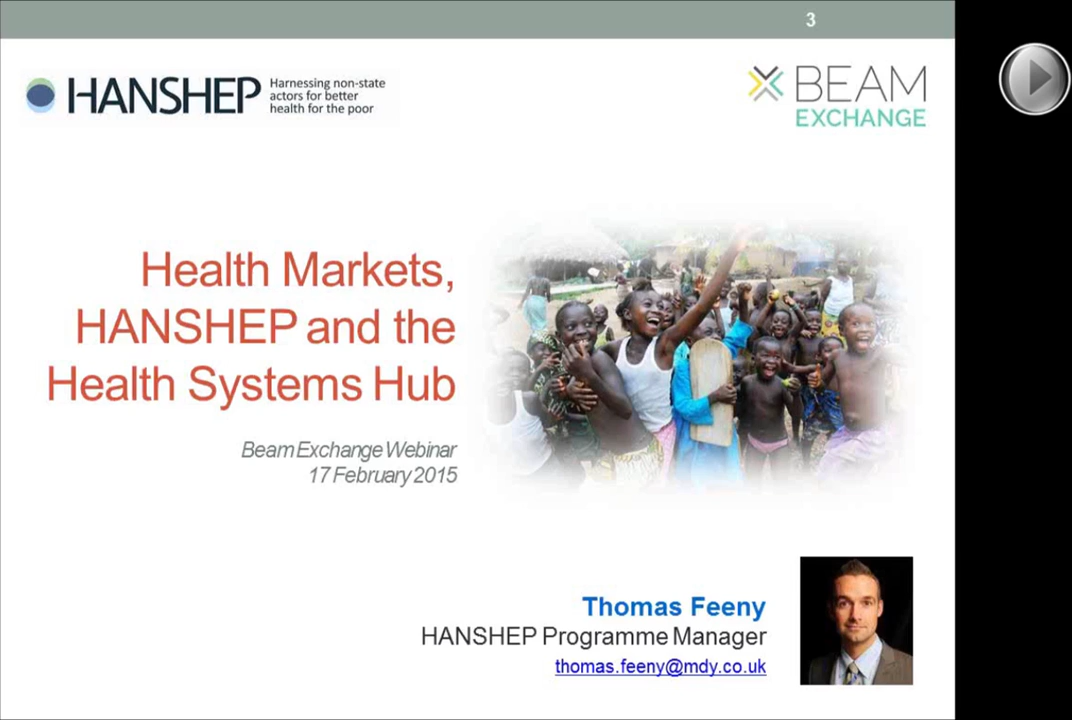 3
HANSHEP
Harnessing non-state
actors for better
health for the poor
BEAM
EXCHANGE
Health Markets,
HANSHEP and the
Health Systems Hub
Beam Exchange Webinar
17 February 2015
Thomas Feeny
HANSHEP Programme Manager
thomas.feeny@mdy.co.uk